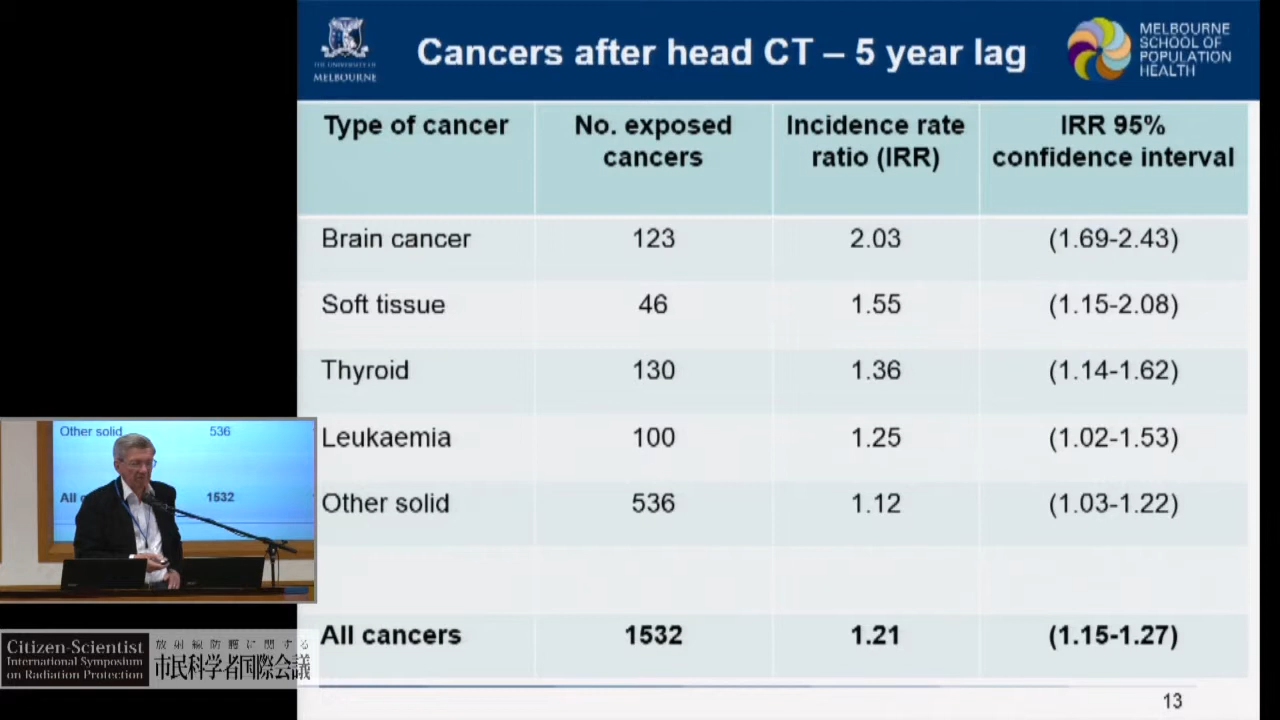 THE UNIVERSITY OF
MELBOURNE
Cancers after head CT – 5 year lag
MELBOURNE
SCHOOL OF
POPULATION
HEALTH
Type of cancer
No. exposed
cancers
Incidence rate
ratio (IRR)
IRR 95%
confidence interval
Brain cancer 123 2.03 (1.69-2.43)
Soft tissue 46 1.55 (1.15-2.08)
Thyroid 130 1.36 (1.14-1.62)
Leukaemia 100 1.25 (1.02-1.53)
Other solid 536 1.12 (1.03-1.22)
All cancers 1532 1.21 (1.15-1.27)
13
Other solid 536
All 1532
Citizen-Scientist
International Symposium
on Radiation Protection
放射線防護に関する
市民科学者国際会議